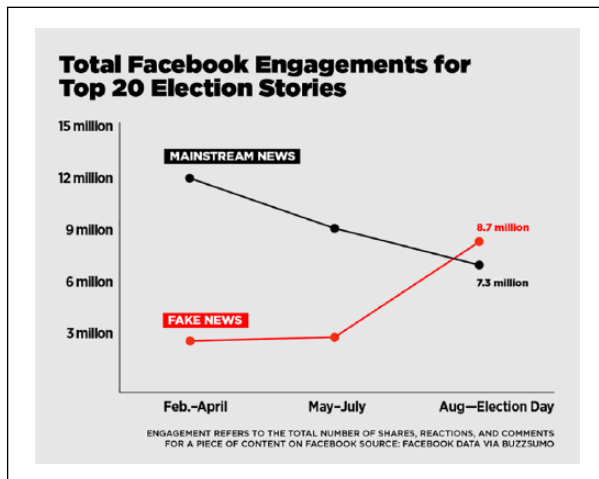 Total Facebook Engagements for
Top 20 Election Stories
15 million
MAINSTREAM NEWS
12 million
9 million
8.7 million
6 million
7.3 million
FAKE NEWS
3 millon
Feb.–April
May–July
Aug—Election Day
ENGAGEMENT REFERS TO THE TOTAL NUMBER OF SHARES, REACTIONS, AND COMMENTS
FOR A PIECE OF CONTENT ON FACEBOOK SOURCE: FACEBOOK DATA VIA BUZZSUMO